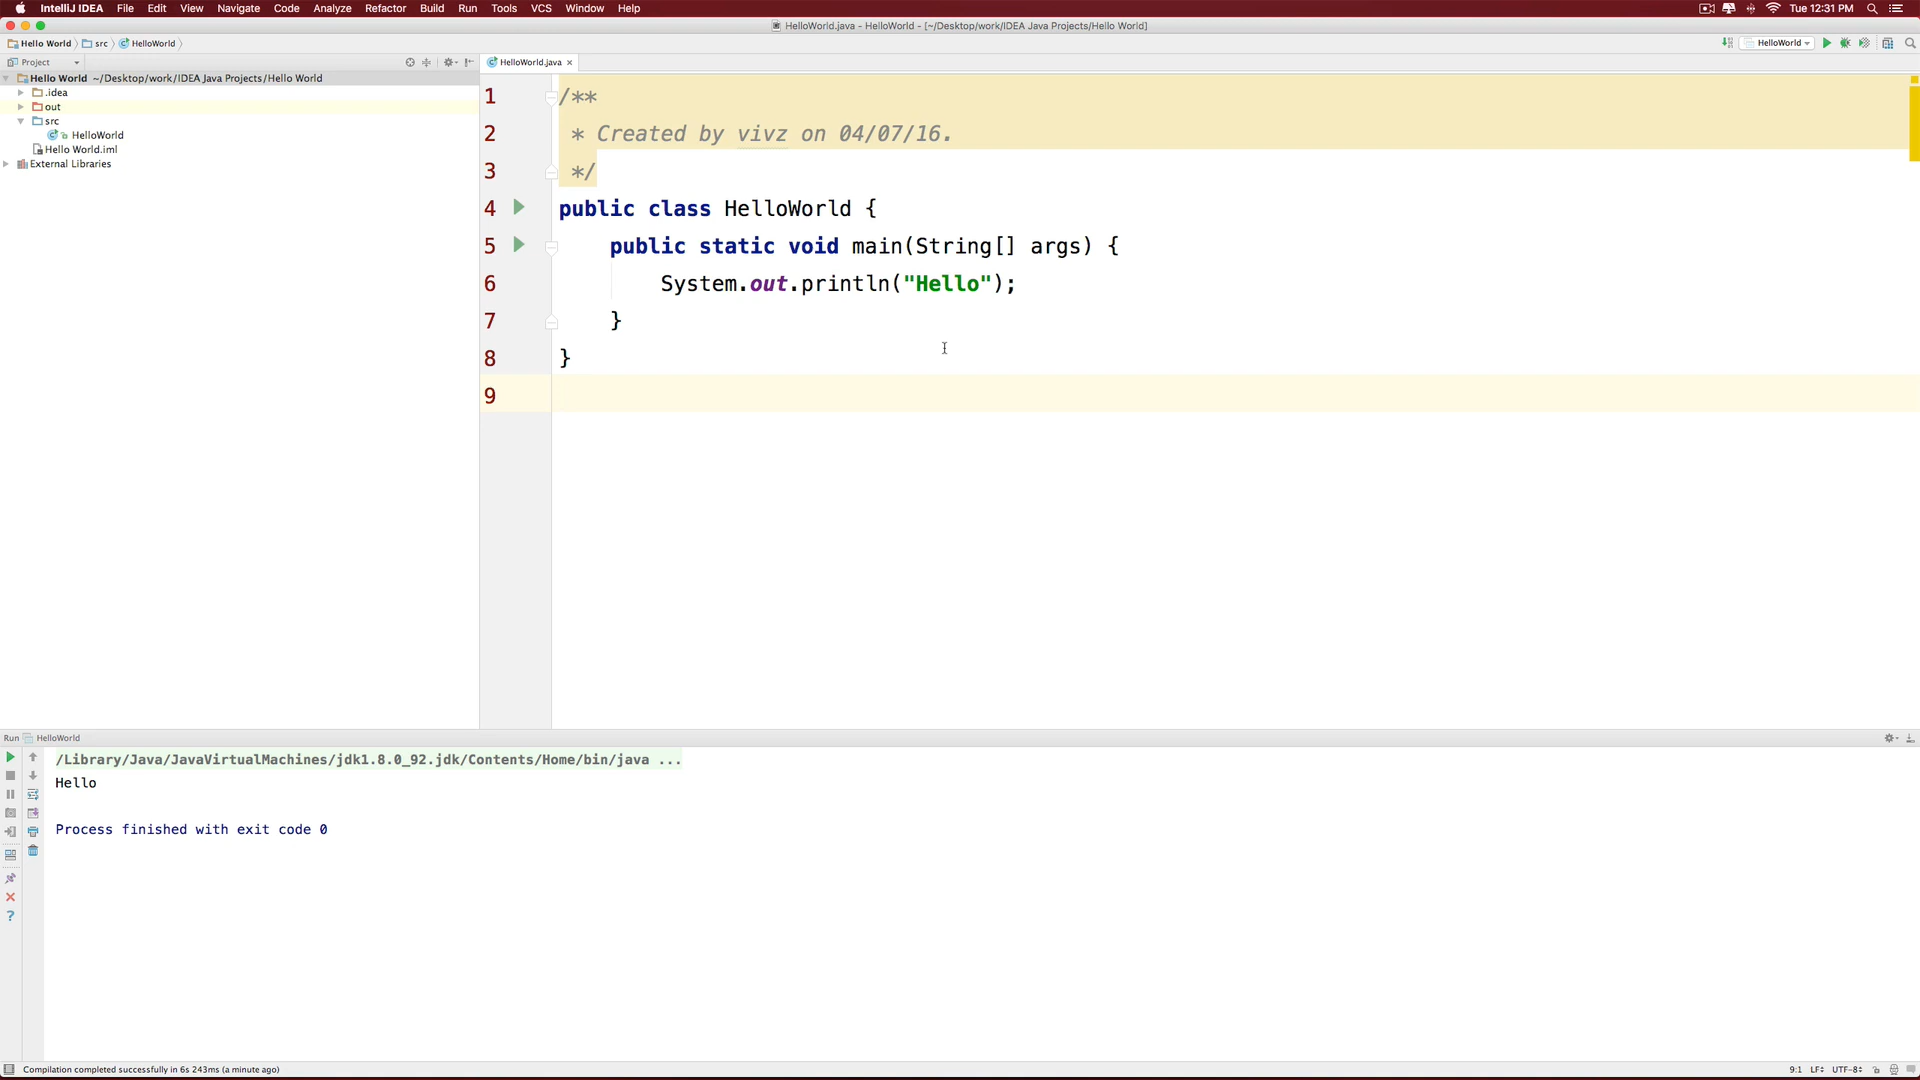 IntelliJ IDEA File Edit View Navigate Code Analyze Refactor Build Run Tools VCS Window Help Tue 12:31 PM
HelloWorld.java - HelloWorld - [~/Desktop/work/IDEA Java Projects/Hello World]
Hello World src HelloWorld HelloWorld
Project HelloWorld.java
Hello World ~/Desktop/work/IDEA Java Projects/Hello World
.idea
out
src
HelloWorld
Hello World.iml
External Libraries
1 /**
2 * Created by vivz on 04/07/16.
3 */
4 public class HelloWorld {
5 public static void main(String[] args) {
6 System.out.println("Hello");
7 }
8 }
9
Run HelloWorld
/Library/Java/JavaVirtualMachines/jdk1.8.0_92.jdk/Contents/Home/bin/java ...
Hello
Process finished with exit code 0
Compilation completed successfully in 6s 243ms (a minute ago) 9:1 LF UTF-8